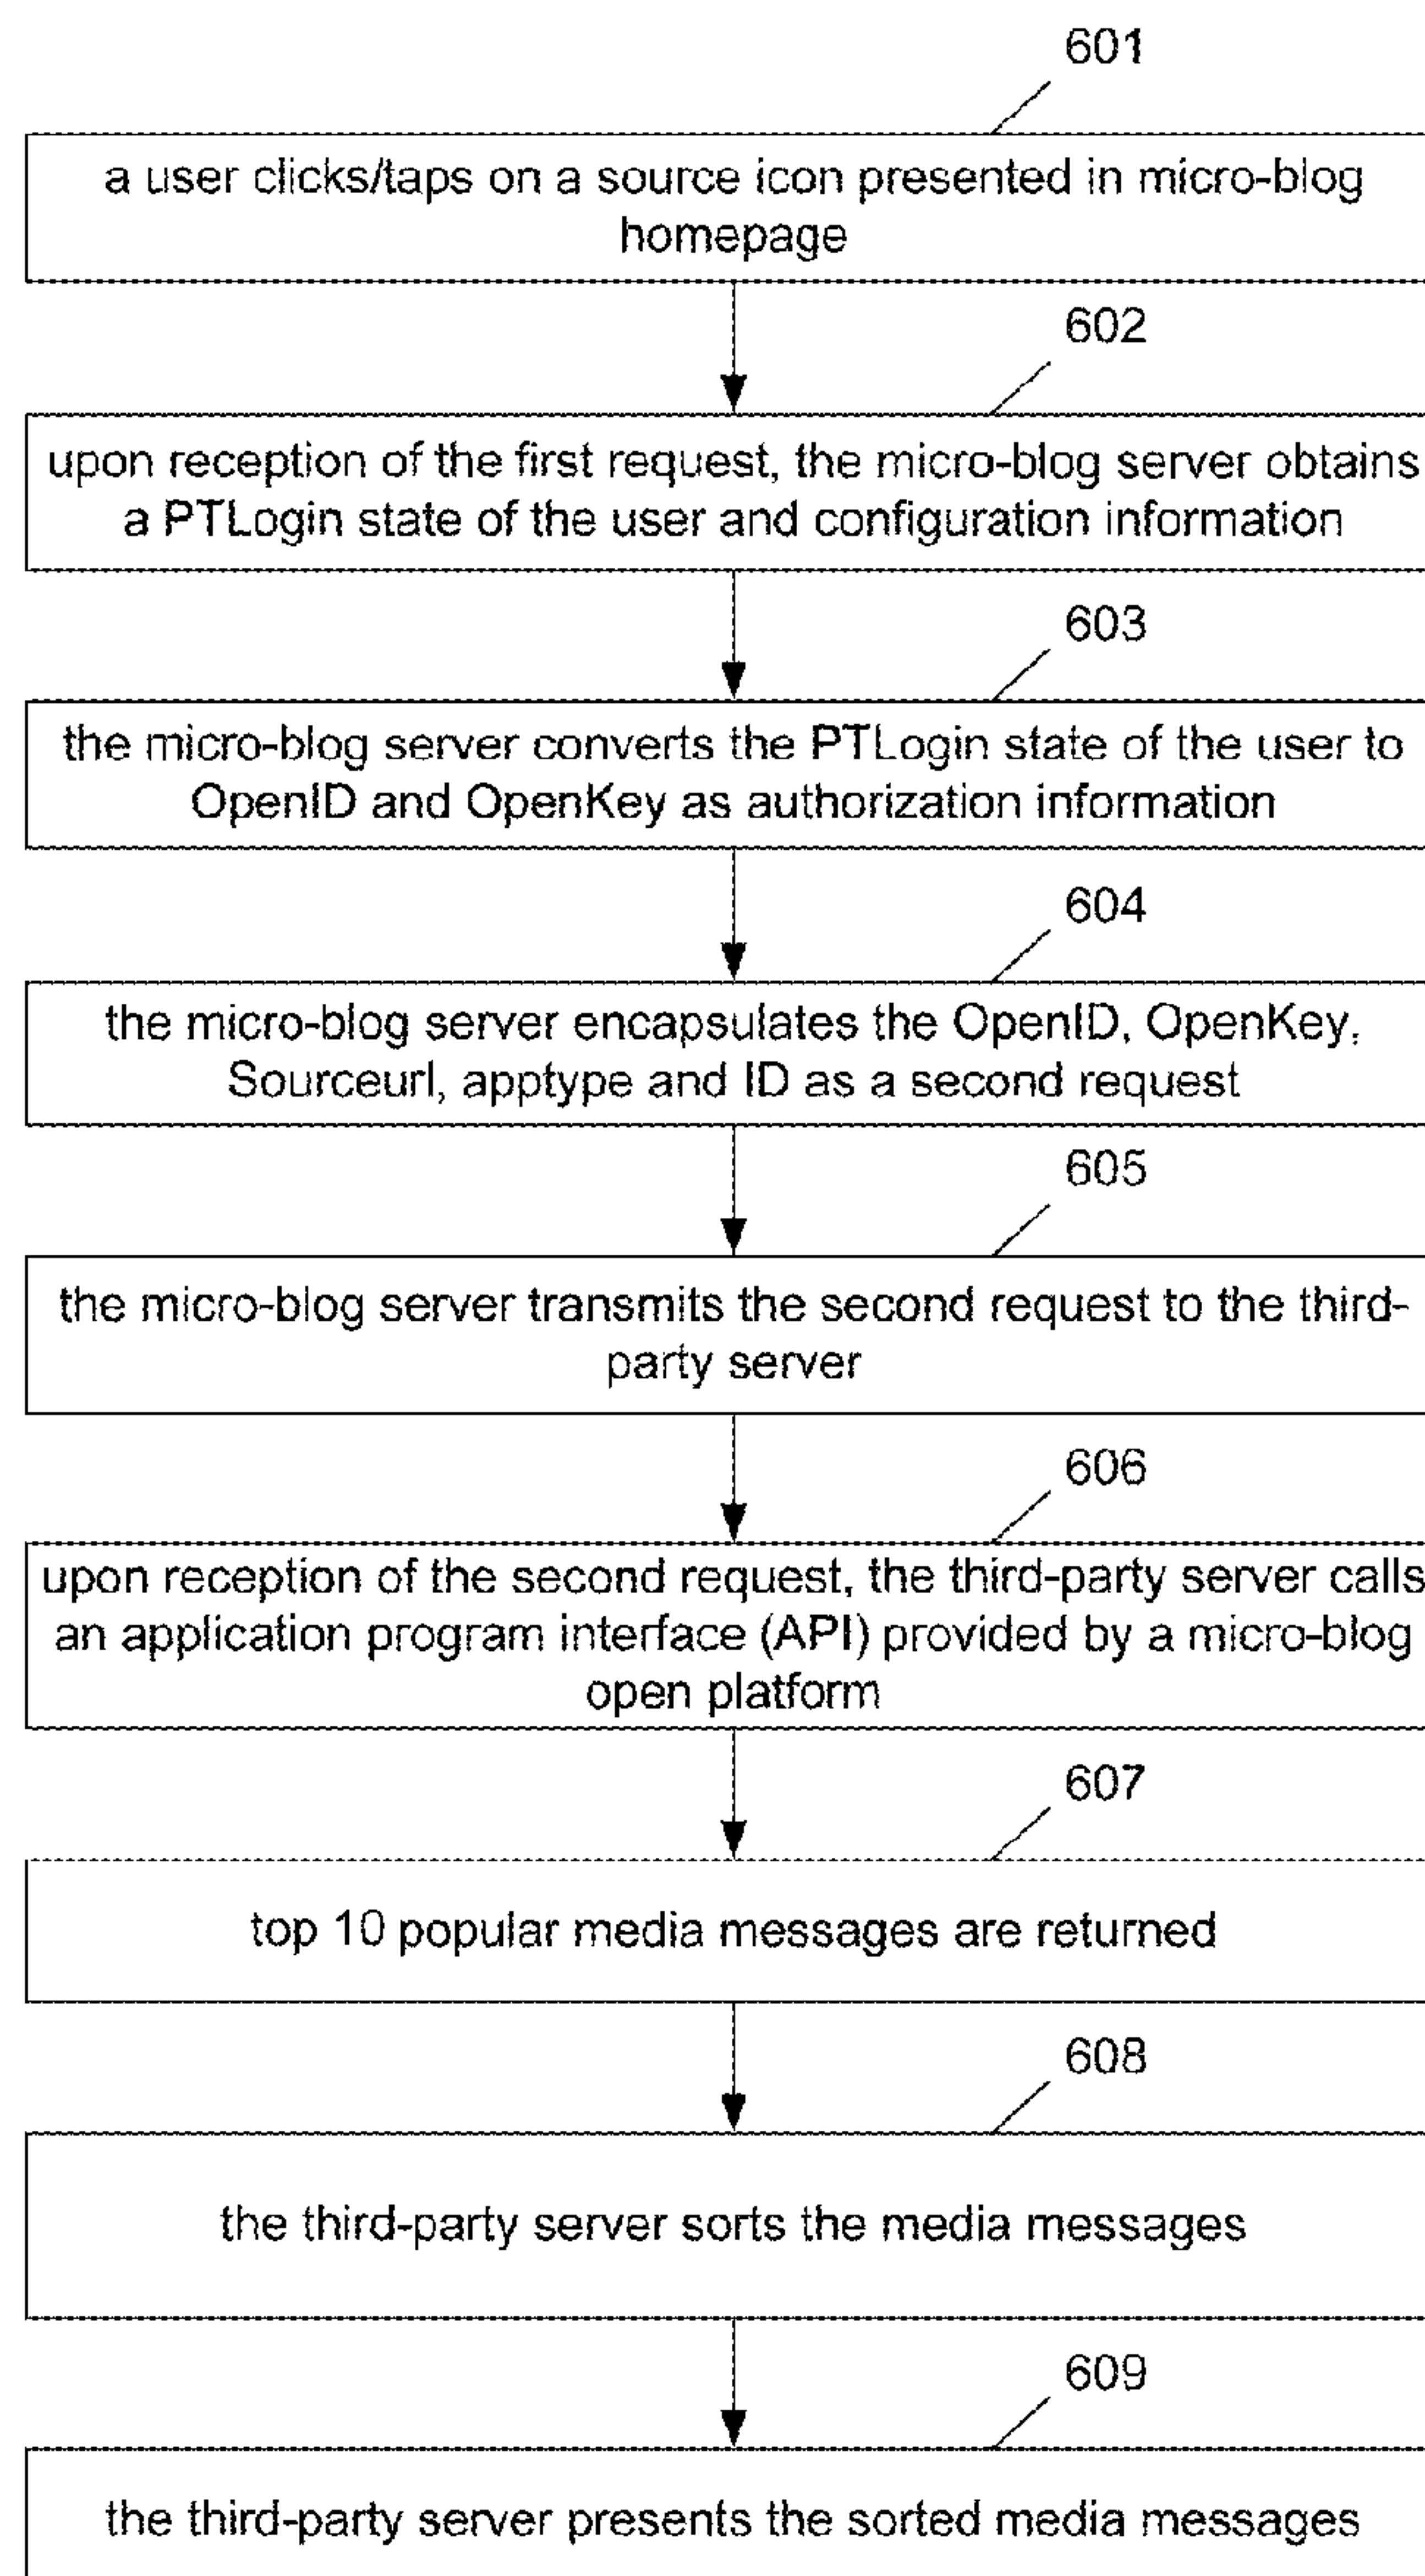 601
a user clicks/taps on a source icon presented in micro-blog
homepage
602
upon reception of the first request, the micro-blog server obtains
a PTLogin state of the user and configuration information
603
the micro-blog server converts the PTLogin state of the user to
OpenID and OpenKey as authorization information
604
the micro-blog server encapsulates the OpenID, OpenKey,
Sourceurl, apptype and ID as a second request
605
the micro-blog server transmits the second request to the third-
party server
606
upon reception of the second request, the third-party server calls
an application program interface (API) provided by a micro-blog
open platform
607
top 10 popular media messages are returned
608
the third-party server sorts the media messages
609
the third-party server presents the sorted media messages